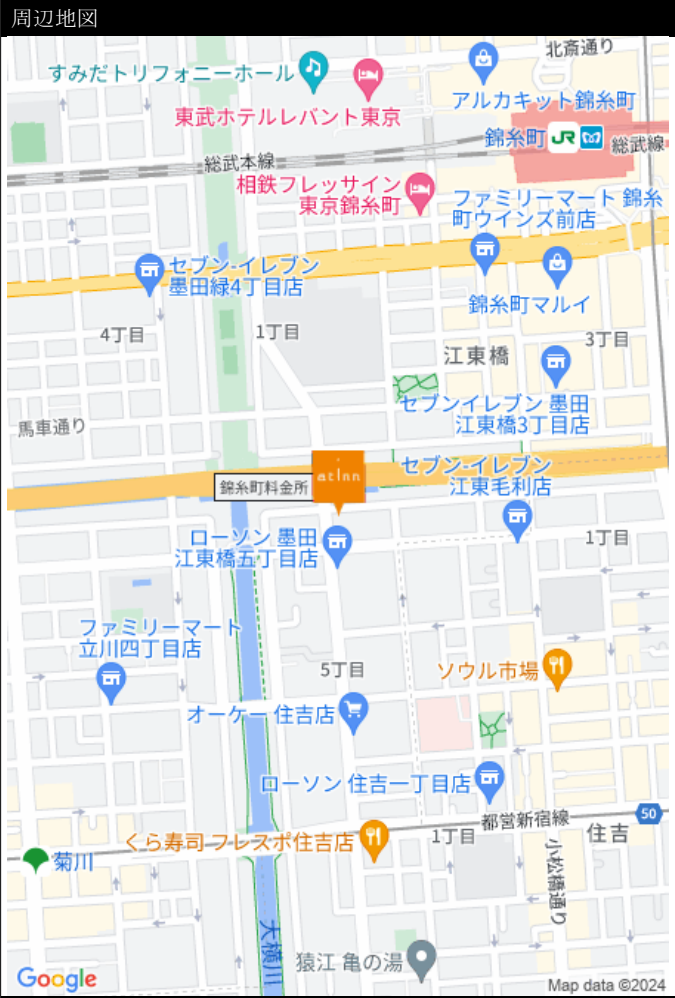 周辺地図
北斎通り
すみだトリフォニーホール
アルカキット錦糸町
東武ホテルレバント東京
錦糸町
JR
総武線
総武本線
相鉄フレッサイン
東京錦糸町
ファミリーマート 錦糸
町ウインズ前店
セブン-イレブン
墨田緑4丁目店
錦糸町マルイ
4丁目
1丁目
3丁目
江東橋
セブンイレブン 墨田
江東橋3丁目店
馬車通り
セブン-イレブン
江東毛利店
atinn
錦糸町料金所
ローソン 墨田
江東橋五丁目店
1丁目
ファミリーマート
立川四丁目店
5丁目
ソウル市場
オーケー 住吉店
ローソン 住吉一丁目店
50
都営新宿線
住吉
くら寿司 フレスポ住吉店
1丁目
菊川
小松橋通り
大横川
猿江 亀の湯
Google
Map data ©2024